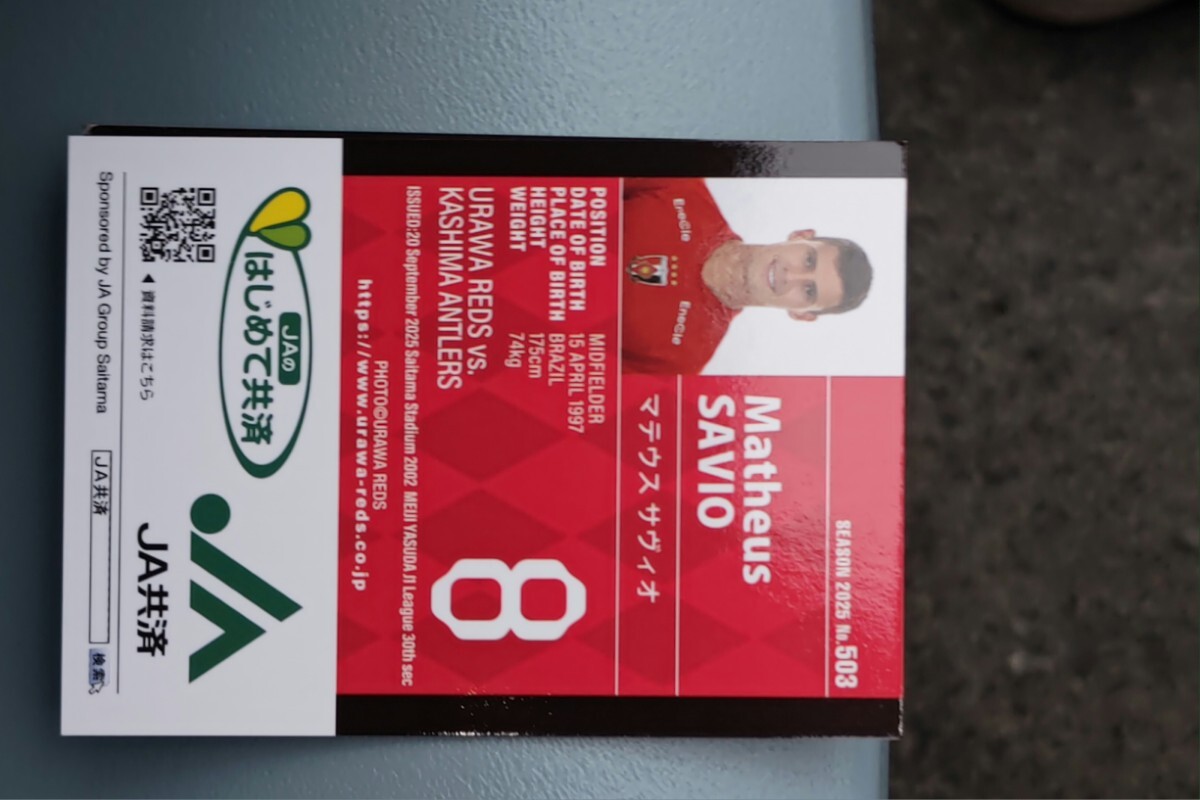 SEASON 2025 No.503
Matheus
SAVIO
マテウス サヴィオ
EneCle
EneCle
POSITION MIDFIELDER
DATE OF BIRTH 15 APRIL 1997
PLACE OF BIRTH BRAZIL
HEIGHT 175cm
WEIGHT 74kg
8
URAWA REDS vs.
KASHIMA ANTLERS
ISSUED:20 September 2025 Saitama Stadium 2002 MEIJI YASUDA J1 League 30th sec
PHOTO©URAWA REDS
https://www.urawa-reds.co.jp
JAの
はじめて共済
JA共済
◀ 資料請求はこちら
Sponsored by JA Group Saitama
JA共済 検索